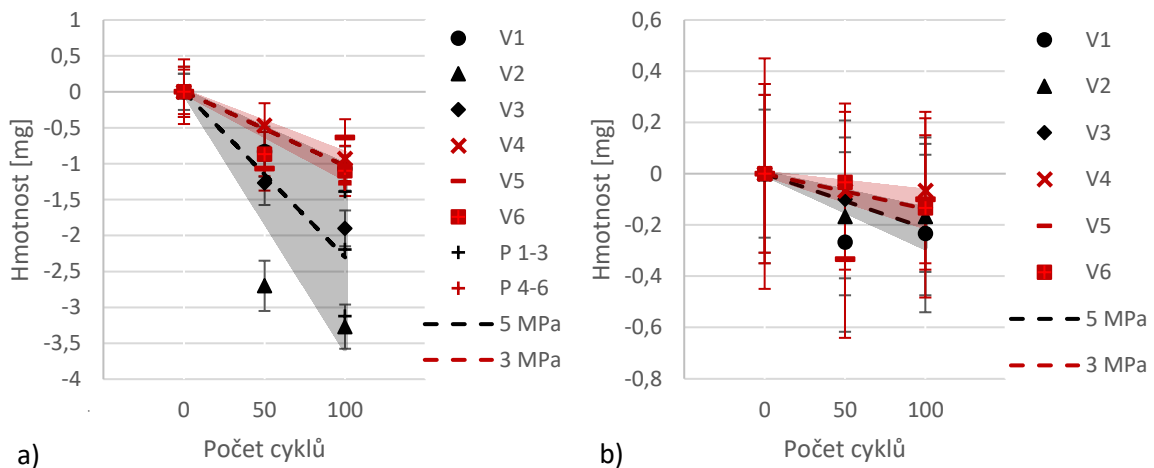 Hmotnost [mg]
1
0,5
0
-0,5
-1
-1,5
-2
-2,5
-3
-3,5
-4
0 50 100
Počet cyklů
a)
V1
V2
V3
V4
V5
V6
P 1-3
P 4-6
5 MPa
3 MPa
Hmotnost [mg]
0,6
0,4
0,2
0
-0,2
-0,4
-0,6
-0,8
0 50 100
Počet cyklů
b)
V1
V2
V3
V4
V5
V6
5 MPa
3 MPa